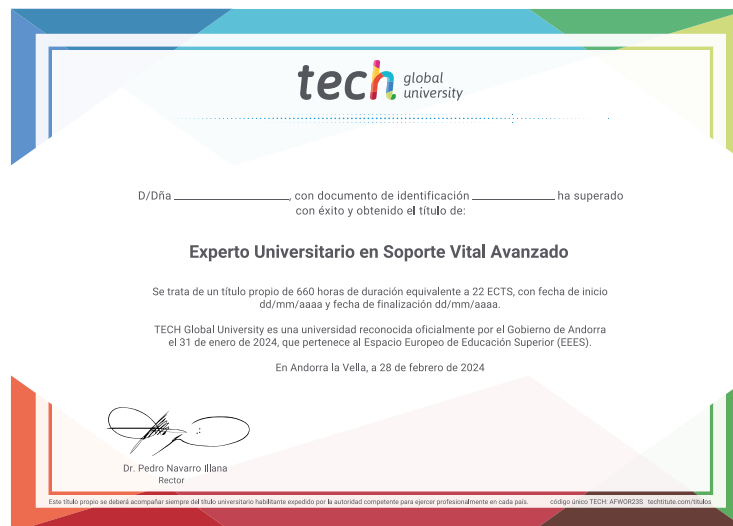 tech global university
D/Dña ____________________, con documento de identificación ______________ ha superado
con éxito y obtenido el título de:
Experto Universitario en Soporte Vital Avanzado
Se trata de un título propio de 660 horas de duración equivalente a 22 ECTS, con fecha de inicio
dd/mm/aaaa y fecha de finalización dd/mm/aaaa.
TECH Global University es una universidad reconocida oficialmente por el Gobierno de Andorra
el 31 de enero de 2024, que pertenece al Espacio Europeo de Educación Superior (EEES).
En Andorra la Vella, a 28 de febrero de 2024
Dr. Pedro Navarro Illana
Rector
Este título propio se deberá acompañar siempre del título universitario habilitante expedido por la autoridad competente para ejercer profesionalmente en cada país. código único TECH: AFWOR23S techtitute.com/titulos